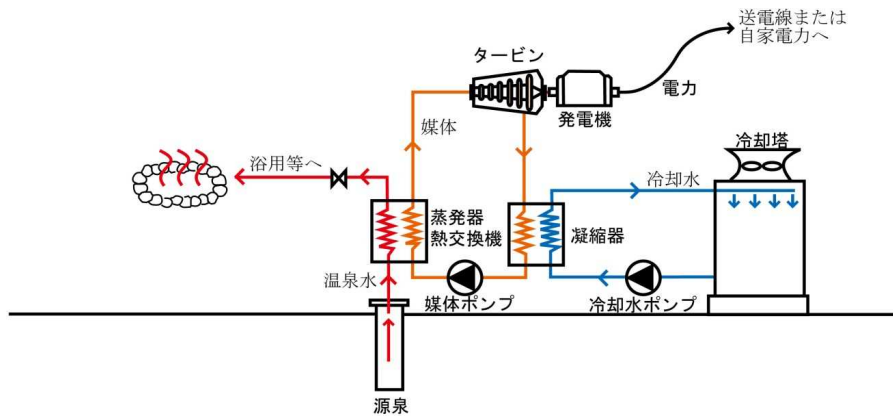 送電線または
自家電力へ
タービン
電力
発電機
媒体
冷却塔
浴用等へ
冷却水
蒸発器
熱交換機
凝縮器
温泉水
媒体ポンプ
冷却水ポンプ
源泉